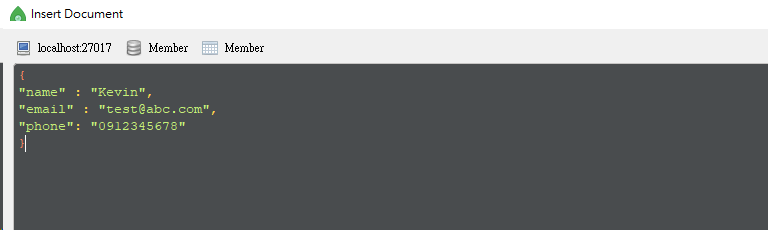 Insert Document
localhost:27017 Member Member
{
"name" : "Kevin",
"email" : "test@abc.com",
"phone": "0912345678"
}